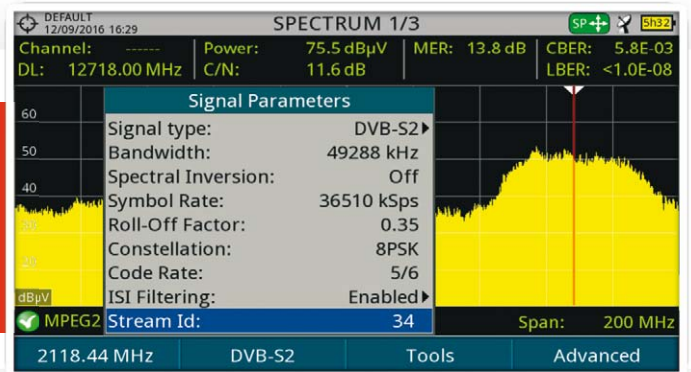 DEFAULT
12/09/2016 16:29
SPECTRUM 1/3
SP
5h32
Channel: ------
Power: 75.5 dBµV
MER: 13.8 dB
CBER: 5.8E-03
DL: 12718.00 MHz
C/N: 11.6 dB
LBER: <1.0E-08
Signal Parameters
60
Signal type: DVB-S2
50
Bandwidth: 49288 kHz
Spectral Inversion: Off
40
Symbol Rate: 36510 kSps
Roll-Off Factor: 0.35
Constellation: 8PSK
Code Rate: 5/6
dBµV
ISI Filtering: Enabled
MPEG2
Stream Id: 34
Span: 200 MHz
2118.44 MHz
DVB-S2
Tools
Advanced